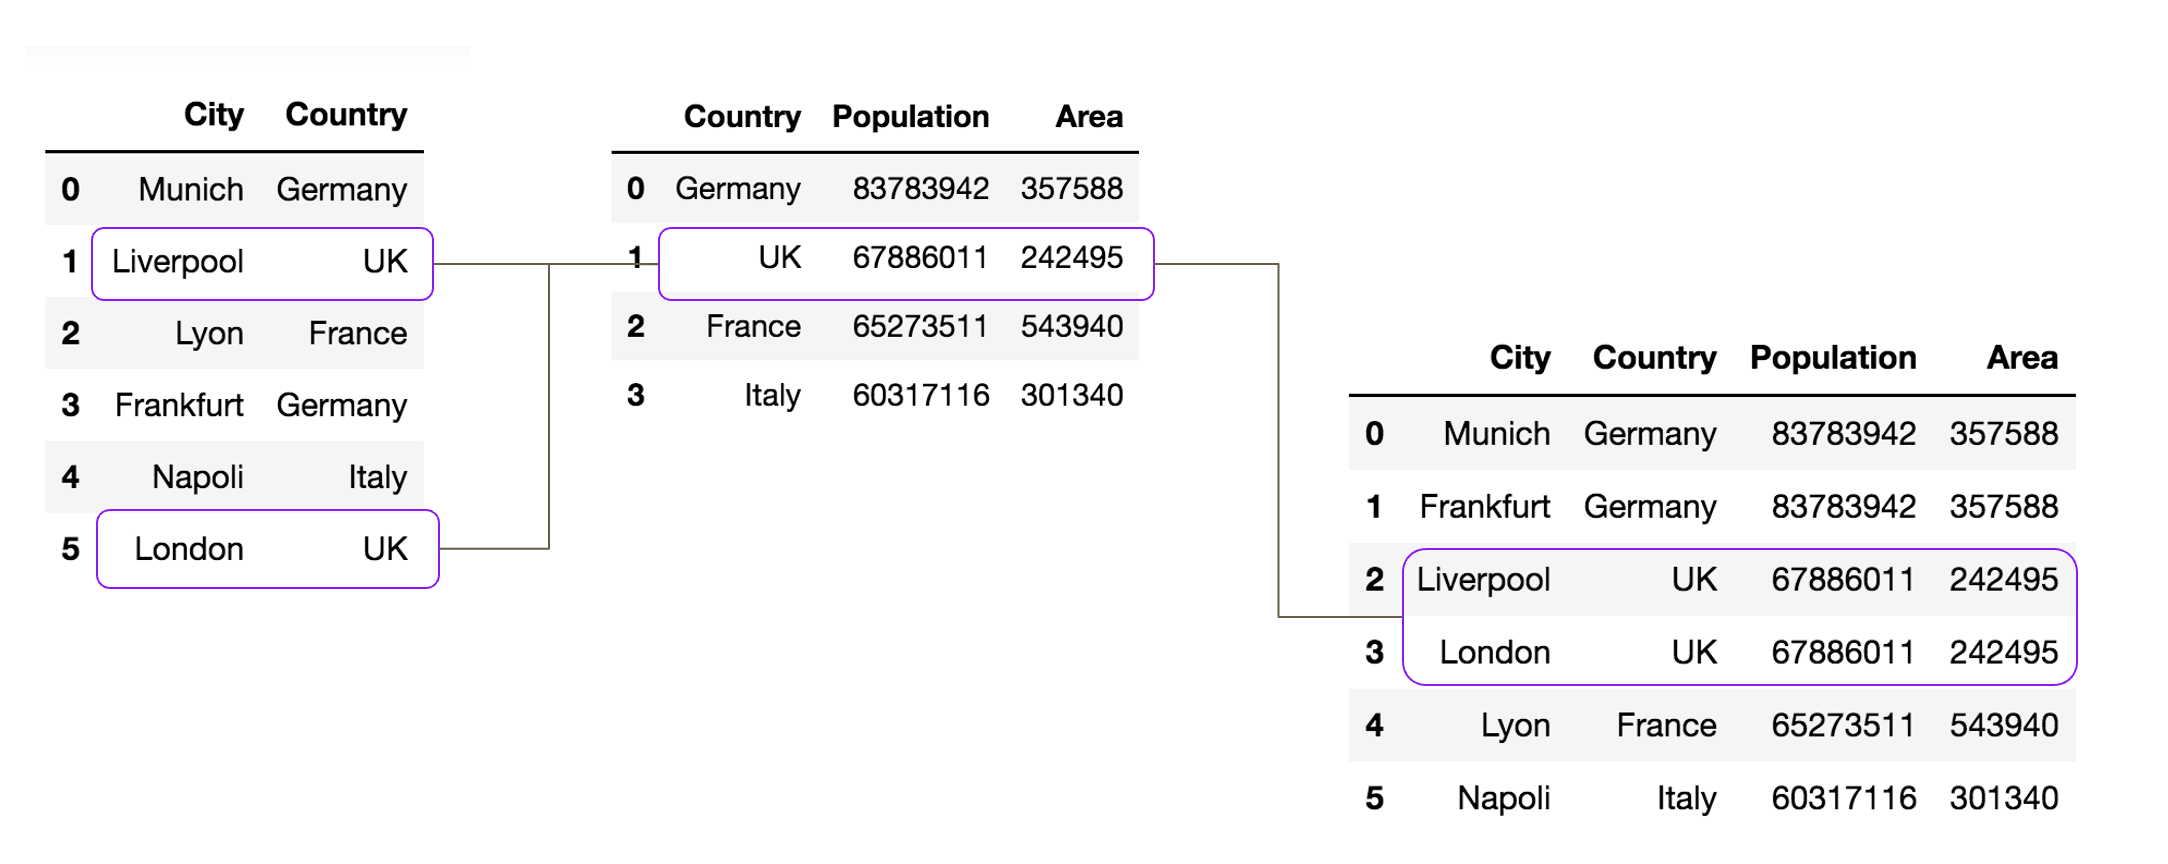 City Country
0 Munich Germany
1 Liverpool UK
2 Lyon France
3 Frankfurt Germany
4 Napoli Italy
5 London UK
Country Population Area
0 Germany 83783942 357588
1 UK 67886011 242495
2 France 65273511 543940
3 Italy 60317116 301340
City Country Population Area
0 Munich Germany 83783942 357588
1 Frankfurt Germany 83783942 357588
2 Liverpool UK 67886011 242495
3 London UK 67886011 242495
4 Lyon France 65273511 543940
5 Napoli Italy 60317116 301340